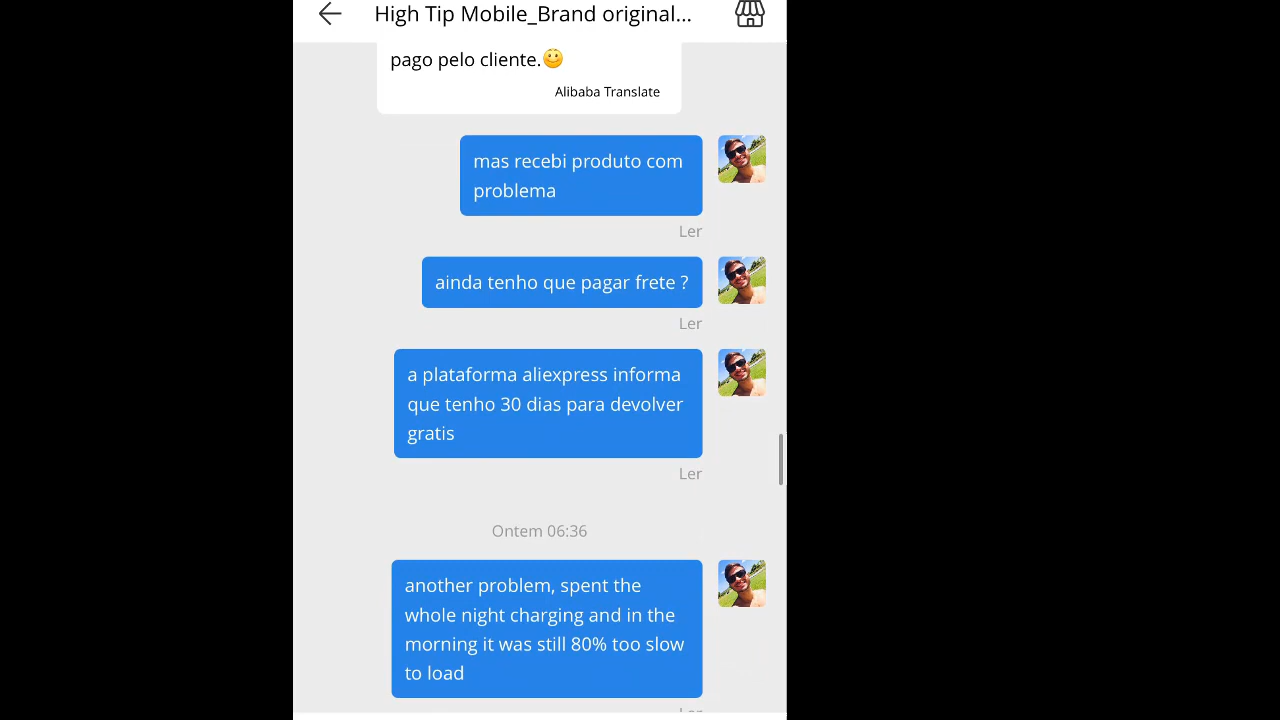 High Tip Mobile_Brand original...
pago pelo cliente.
Alibaba Translate
mas recebi produto com
problema
Ler
ainda tenho que pagar frete ?
Ler
a plataforma aliexpress informa
que tenho 30 dias para devolver
gratis
Ler
Ontem 06:36
another problem, spent the
whole night charging and in the
morning it was still 80% too slow
to load